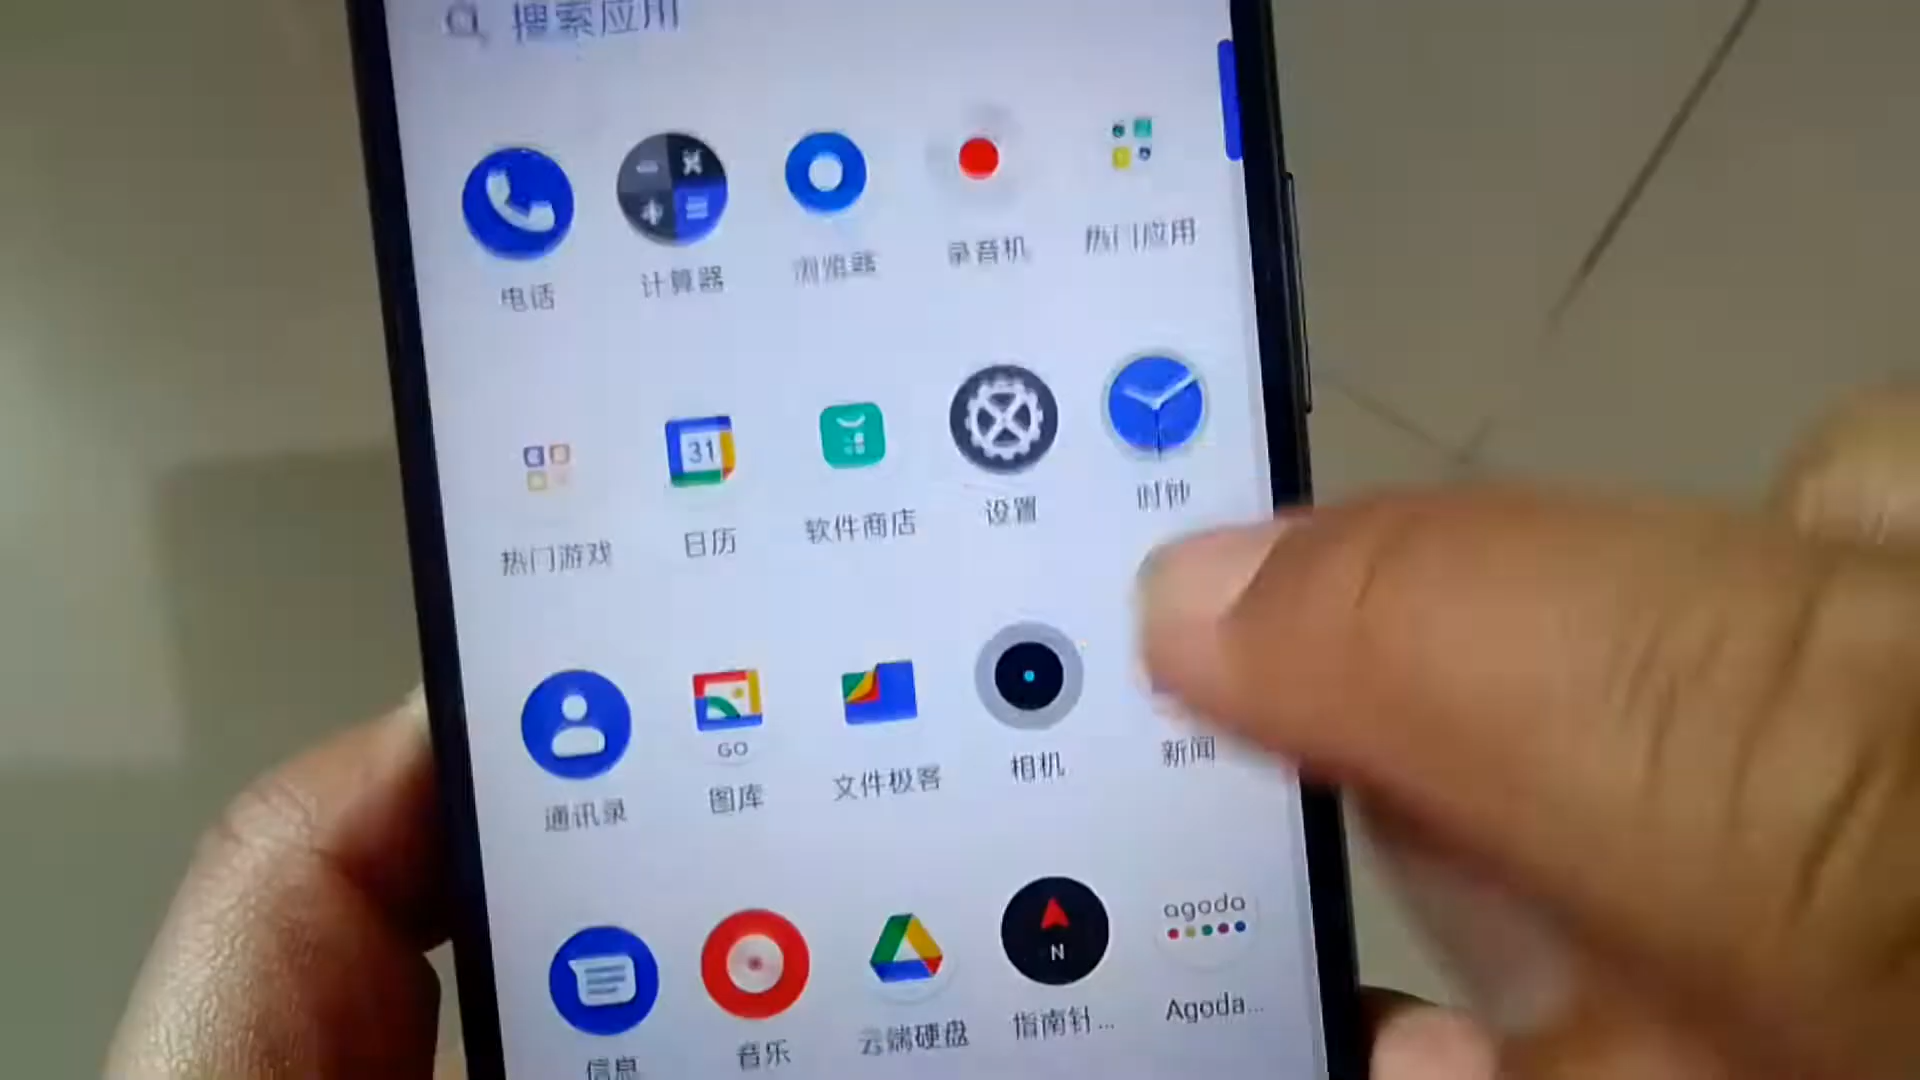 搜索应用
电话
计算器
浏览器
录音机
热门应用
31
热门游戏
日历
软件商店
设置
时钟
GO
通讯录
图库
文件极客
相机
新闻
N
agoda
信息
音乐
云端硬盘
指南针...
Agoda...